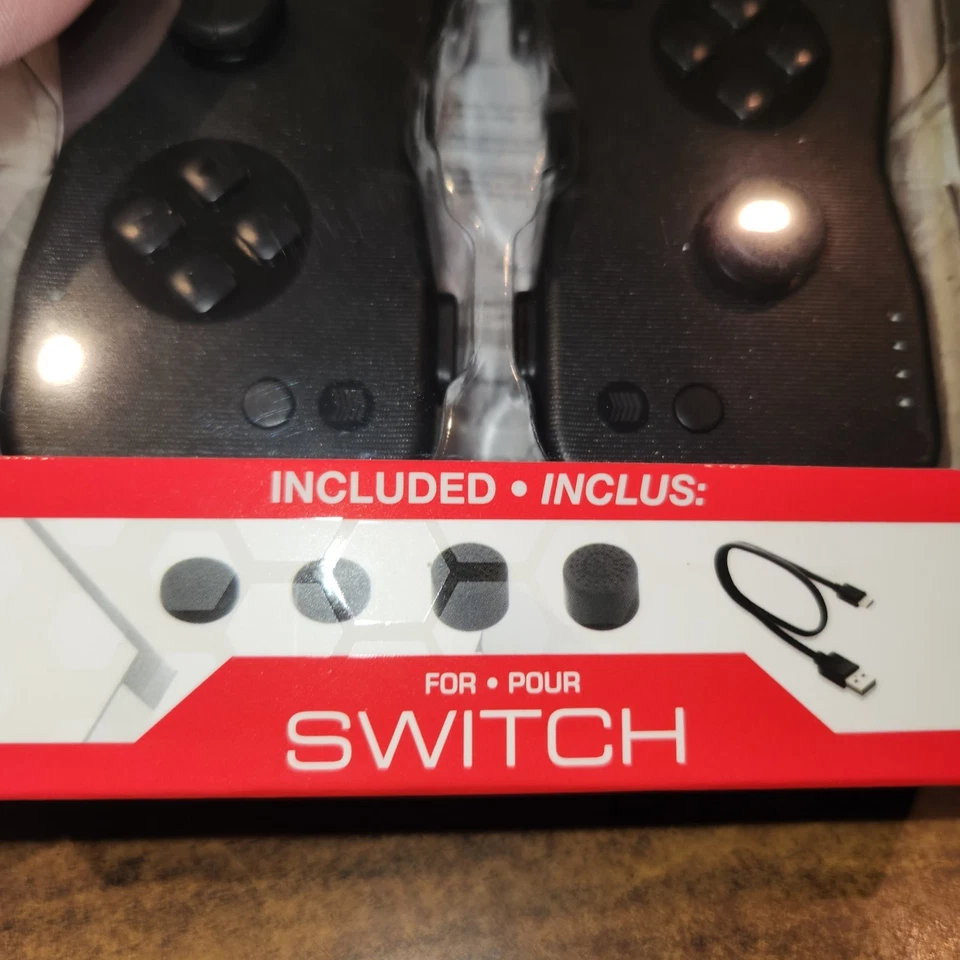 INCLUDED • INCLUS:
FOR • POUR
SWITCH